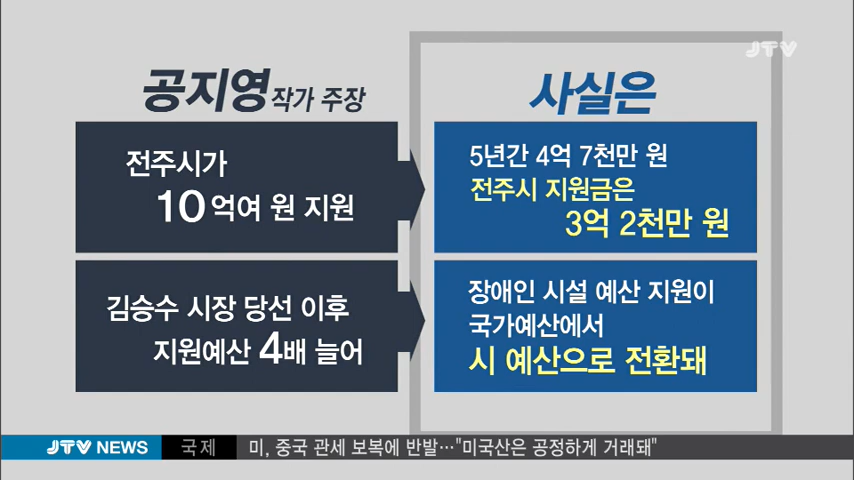 JTV
공지영 작가 주장
사실은
전주시가
10억여 원 지원
5년간 4억 7천만 원
전주시 지원금은
3억 2천만 원
김승수 시장 당선 이후
지원예산 4배 늘어
장애인 시설 예산 지원이
국가예산에서
시 예산으로 전환돼
JTV NEWS 국제 미, 중국 관세 보복에 반발…"미국산은 공정하게 거래돼"